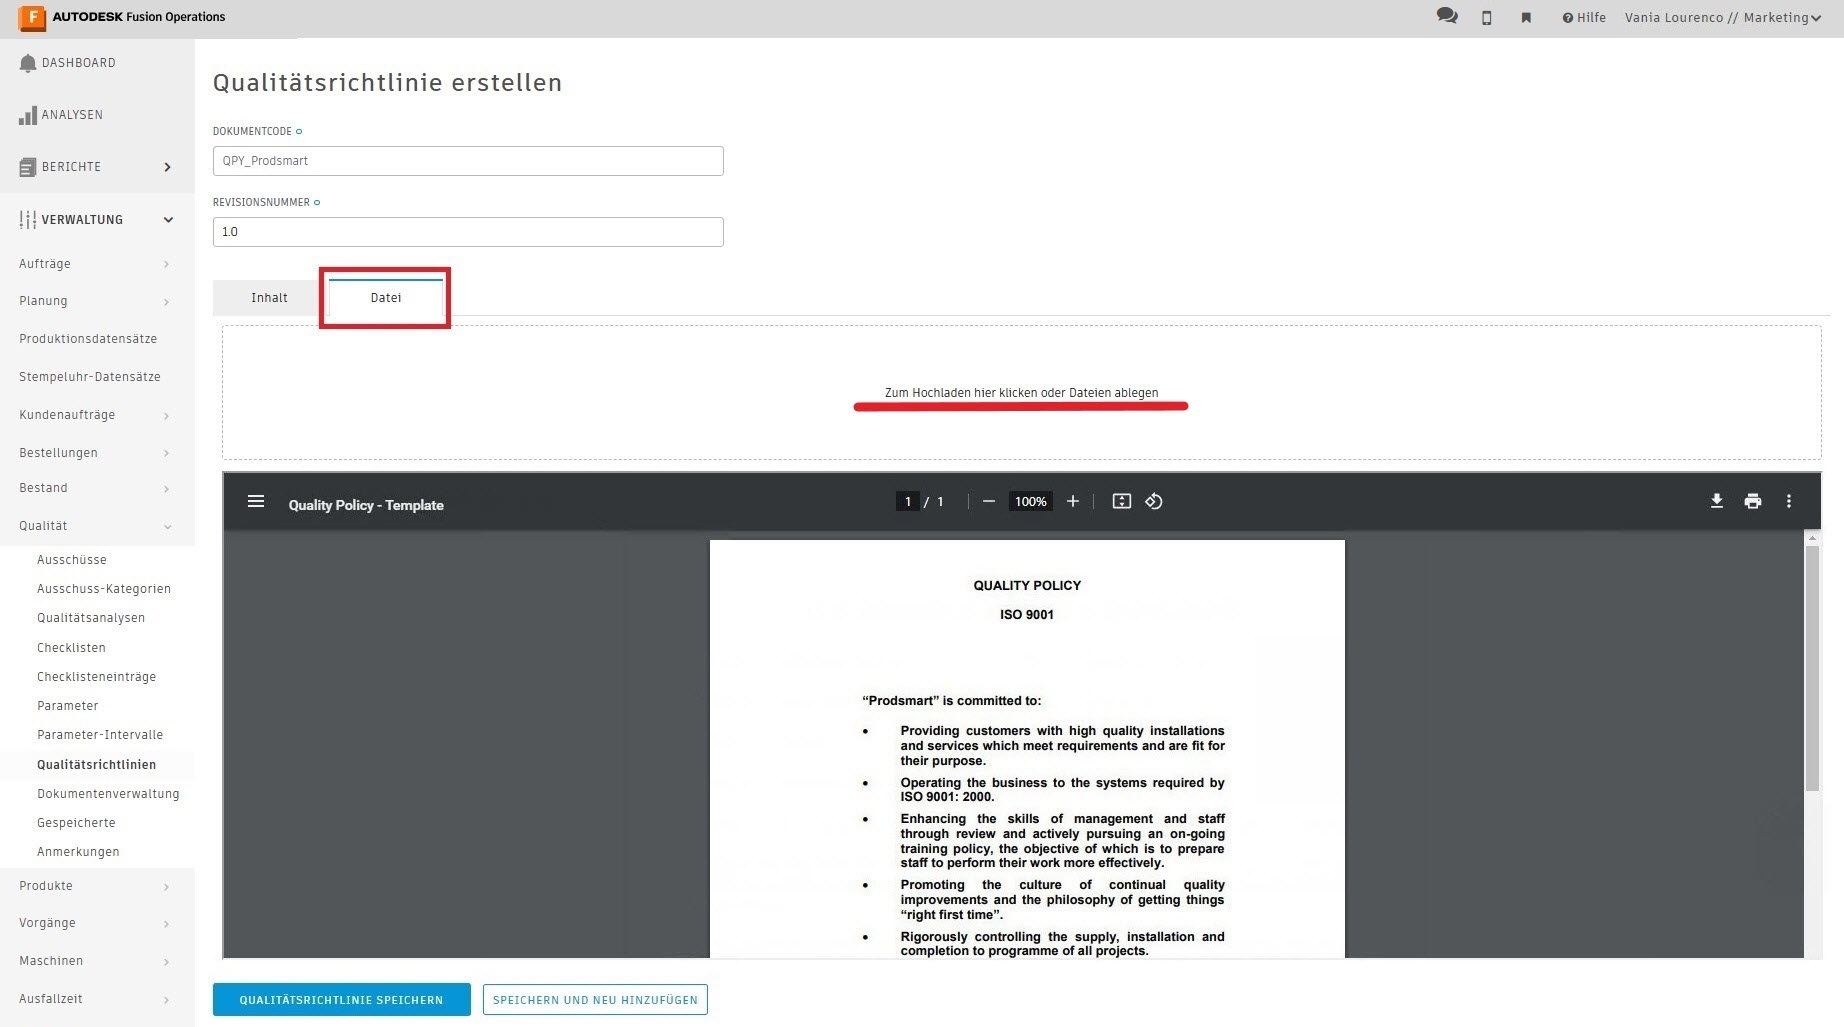 AUTODESK Fusion Operations
Hilfe
Vania Lourenco // Marketing
DASHBOARD
ANALYSEN
BERICHTE
VERWALTUNG
Aufträge
Planung
Produktionsdatensätze
Stempeluhr-Datensätze
Kundenaufträge
Bestellungen
Bestand
Qualität
Ausschüsse
Ausschuss-Kategorien
Qualitätsanalysen
Checklisten
Checklisteneinträge
Parameter
Parameter-Intervalle
Qualitätsrichtlinien
Dokumentenverwaltung
Gespeicherte
Anmerkungen
Produkte
Vorgänge
Maschinen
Ausfallzeit
Qualitätsrichtlinie erstellen
DOKUMENTCODE
QPY_Prodsmart
REVISIONSNUMMER
1.0
Inhalt
Datei
Zum Hochladen hier klicken oder Dateien ablegen
Quality Policy - Template
1 / 1
100%
QUALITY POLICY
ISO 9001
“Prodsmart” is committed to:
• Providing customers with high quality installations
and services which meet requirements and are fit for
their purpose.
• Operating the business to the systems required by
ISO 9001: 2000.
• Enhancing the skills of management and staff
through review and actively pursuing an on-going
training policy, the objective of which is to prepare
staff to perform their work more effectively.
• Promoting the culture of continual quality
improvements and the philosophy of getting things
“right first time”.
• Rigorously controlling the supply, installation and
completion to programme of all projects.
QUALITÄTSRICHTLINIE SPEICHERN
SPEICHERN UND NEU HINZUFÜGEN